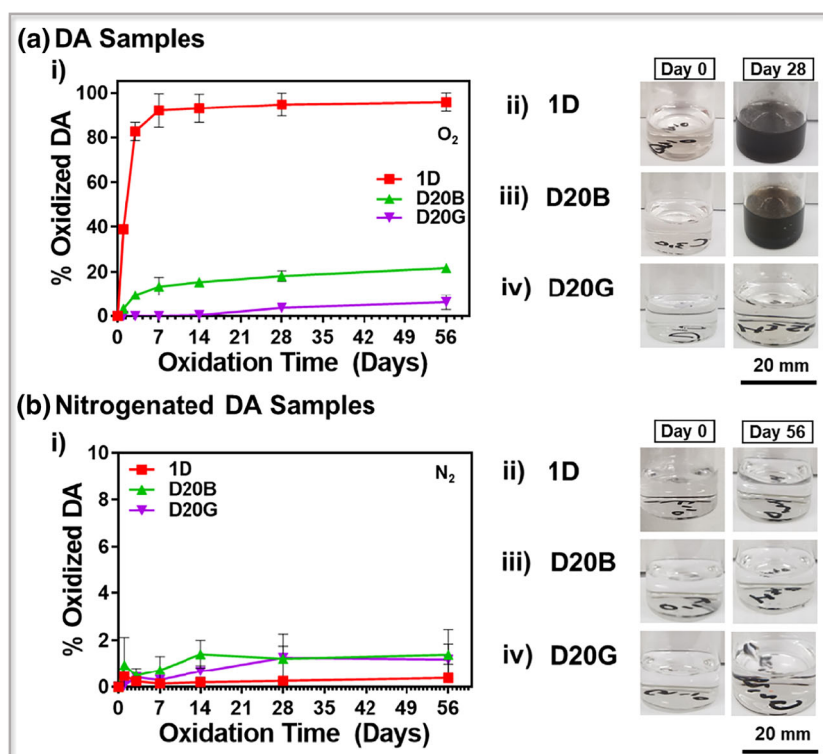 (a) DA Samples
i)
100
80
60
40
20
0
% Oxidized DA
O2
1D
D20B
D20G
0 7 14 21 28 35 42 49 56
Oxidation Time (Days)
Day 0 Day 28
ii) 1D
iii) D20B
iv) D20G
20 mm
(b) Nitrogenated DA Samples
i)
10
8
6
4
2
0
% Oxidized DA
N2
1D
D20B
D20G
0 7 14 21 28 35 42 49 56
Oxidation Time (Days)
Day 0 Day 56
ii) 1D
iii) D20B
iv) D20G
20 mm